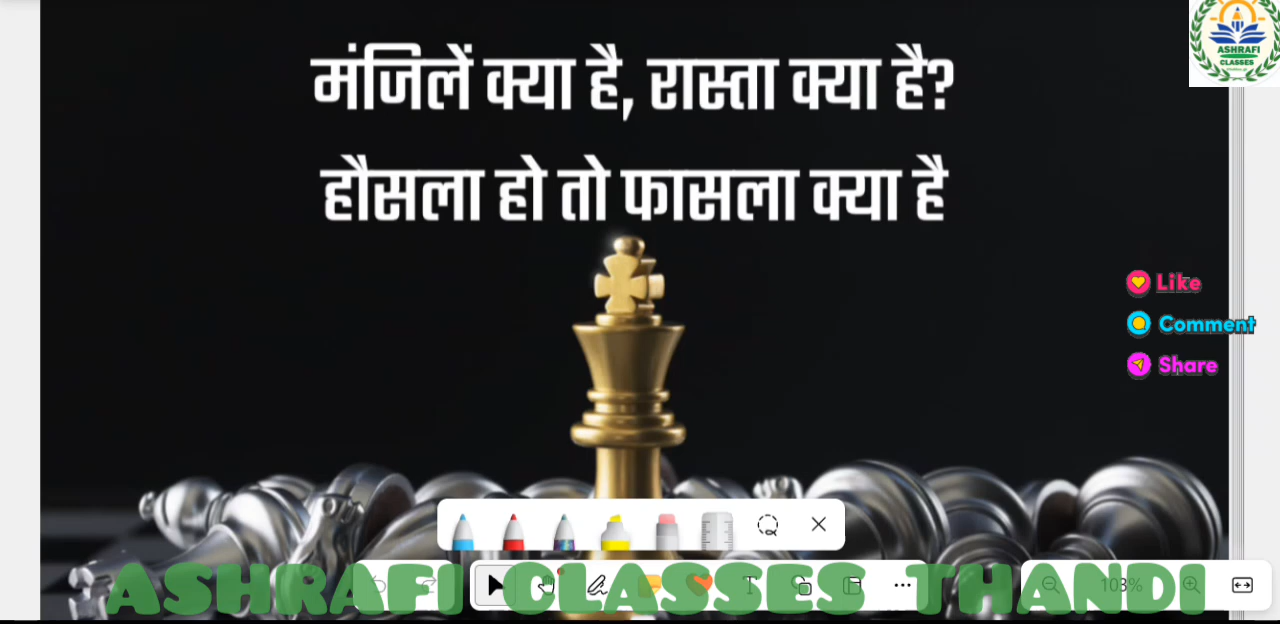 मंजिलें क्या है, रास्ता क्या है?
हौसला हो तो फासला क्या है
ASHRAFI
CLASSES
Like
Comment
Share
103%
ASHRAFI CLASSES THANDI